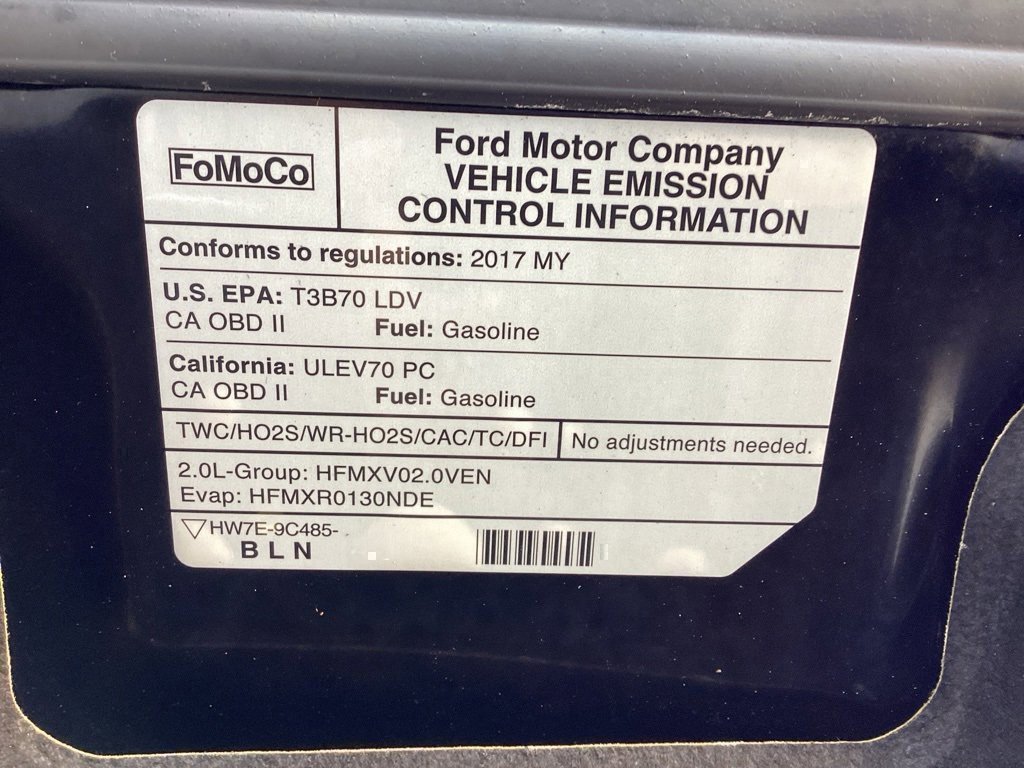 FoMoCo
Ford Motor Company
VEHICLE EMISSION
CONTROL INFORMATION
Conforms to regulations: 2017 MY
U.S. EPA: T3B70 LDV
CA OBD II Fuel: Gasoline
California: ULEV70 PC
CA OBD II Fuel: Gasoline
TWC/HO2S/WR-HO2S/CAC/TC/DFI No adjustments needed.
2.0L-Group: HFMXV02.0VEN
Evap: HFMXR0130NDE
HW7E-9C485-
B L N